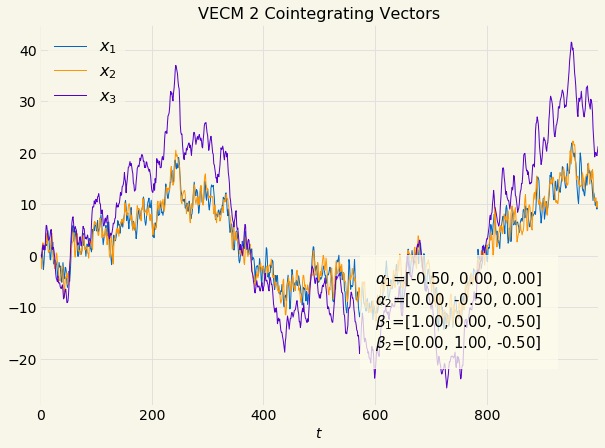 VECM 2 Cointegrating Vectors
x₁
x₂
x₃
40
30
20
10
0
−10
−20
α₁=[-0.50, 0.00, 0.00]
α₂=[0.00, -0.50, 0.00]
β₁=[1.00, 0.00, -0.50]
β₂=[0.00, 1.00, -0.50]
0 200 400 600 800
t